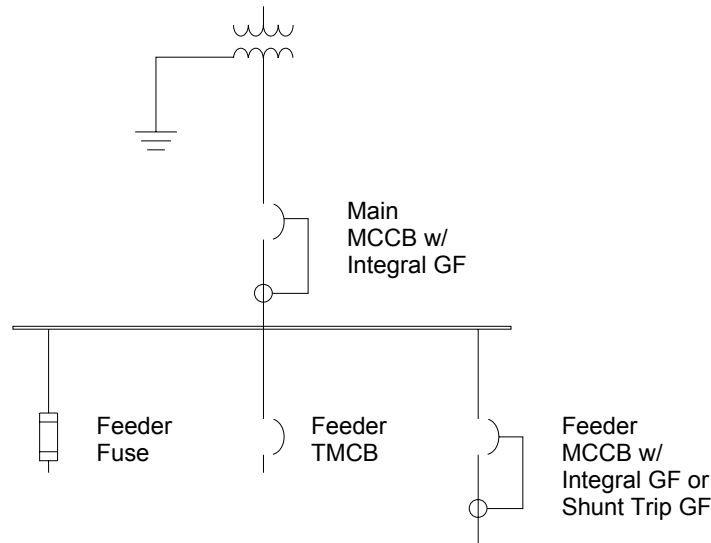 Main
MCCB w/
Integral GF
Feeder
Fuse
Feeder
TMCB
Feeder
MCCB w/
Integral GF or
Shunt Trip GF